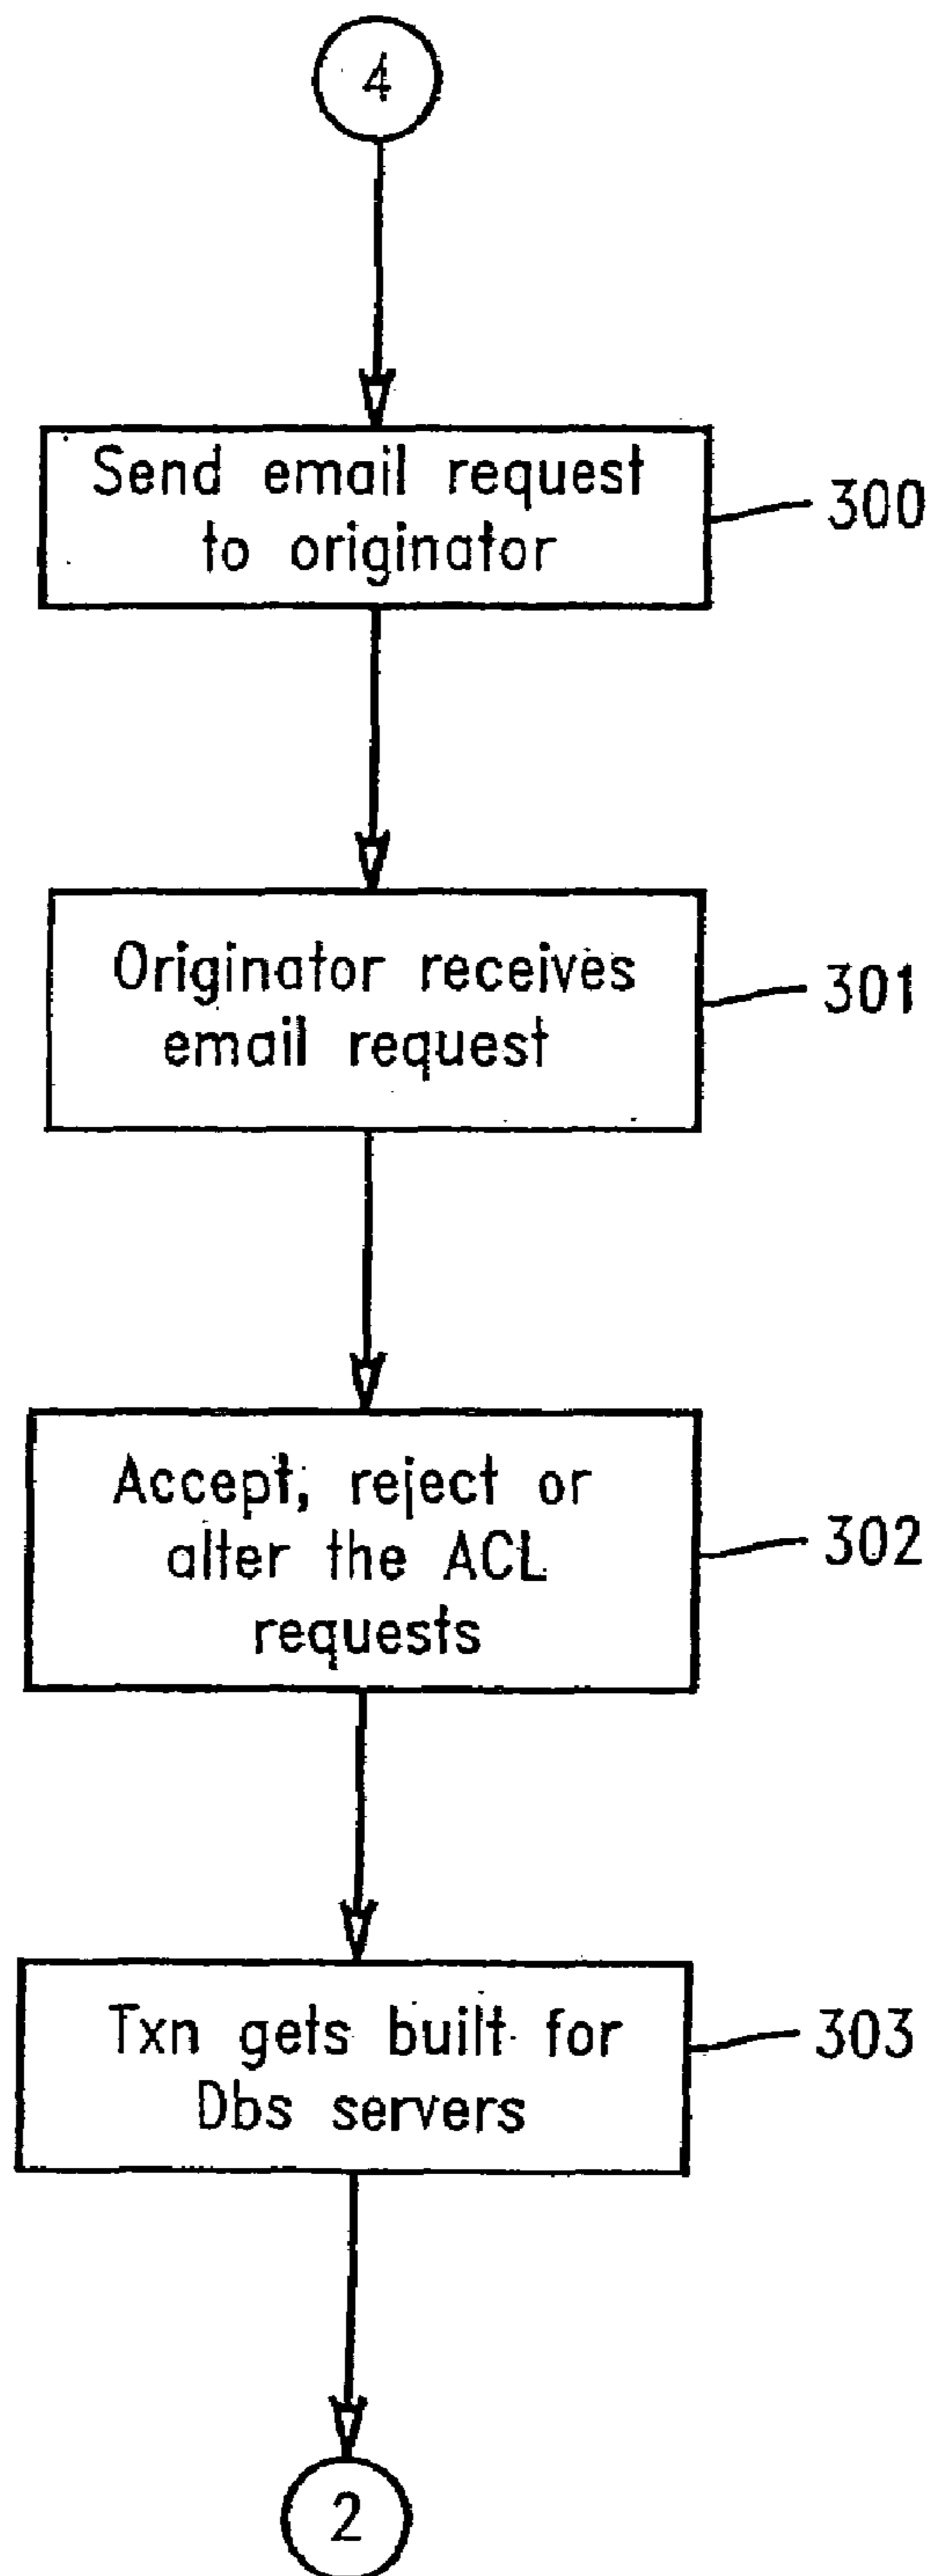 4
Send email request
to originator
300
Originator receives
email request
301
Accept, reject or
alter the ACL
requests
302
Txn gets built for
Dbs servers
303
2